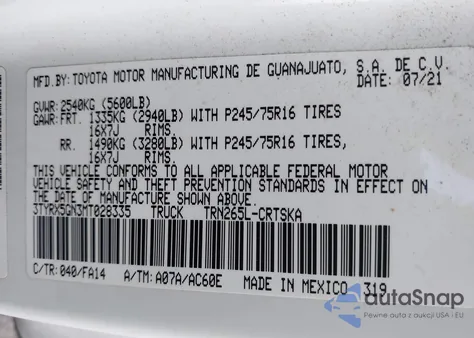 MFD.BY: TOYOTA MOTOR MANUFACTURING DE GUANAJUATO, S.A. DE C.V.
DATE: 07/21
GVWR: 2540KG (5600LB)
GAWR: FRT. 1335KG (2940LB) WITH P245/75R16 TIRES
16X7J RIMS.
RR. 1490KG (3280LB) WITH P245/75R16 TIRES,
16X7J RIMS.
THIS VEHICLE CONFORMS TO ALL APPLICABLE FEDERAL MOTOR
VEHICLE SAFETY AND THEFT PREVENTION STANDARDS IN EFFECT ON
THE DATE OF MANUFACTURE SHOWN ABOVE.
3TYRX5GN3MT028335 TRUCK TRN265L-CRTSKA
C/TR: 040/FA14 A/TM: A07A/AC60E MADE IN MEXICO 319
autoSnap
Pewne auta z aukcji USA i EU